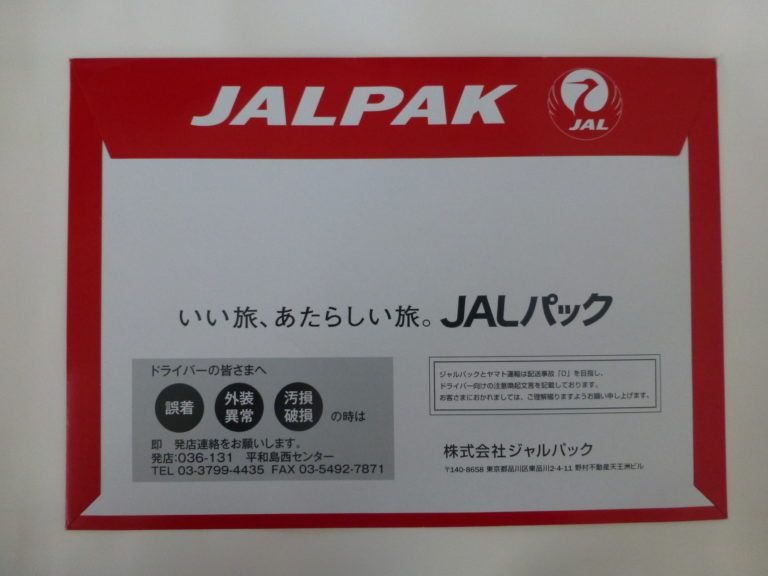 JALPAK
JAL
いい旅、あたらしい旅。JALパック
ドライバーの皆さまへ
誤着 外装異常 汚損破損 の時は
即 発店連絡をお願いします。
発店:036-131 平和島西センター
TEL 03-3799-4435 FAX 03-5492-7871
ジャルパックとヤマト運輸は配送事故「0」を目指し、
ドライバー向けの注意喚起文言を記載しております。
お客さまにおかれましては、ご理解賜りますようお願い申し上げます。
株式会社ジャルパック
〒140-8658 東京都品川区東品川2-4-11 野村不動産天王洲ビル